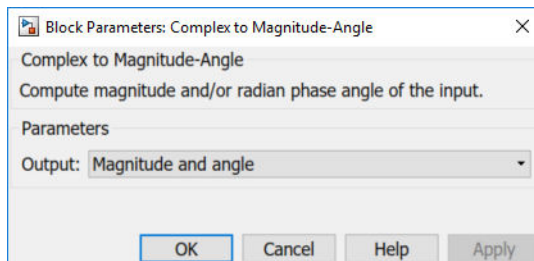 Block Parameters: Complex to Magnitude-Angle
Complex to Magnitude-Angle
Compute magnitude and/or radian phase angle of the input.
Parameters
Output: Magnitude and angle
OK Cancel Help Apply